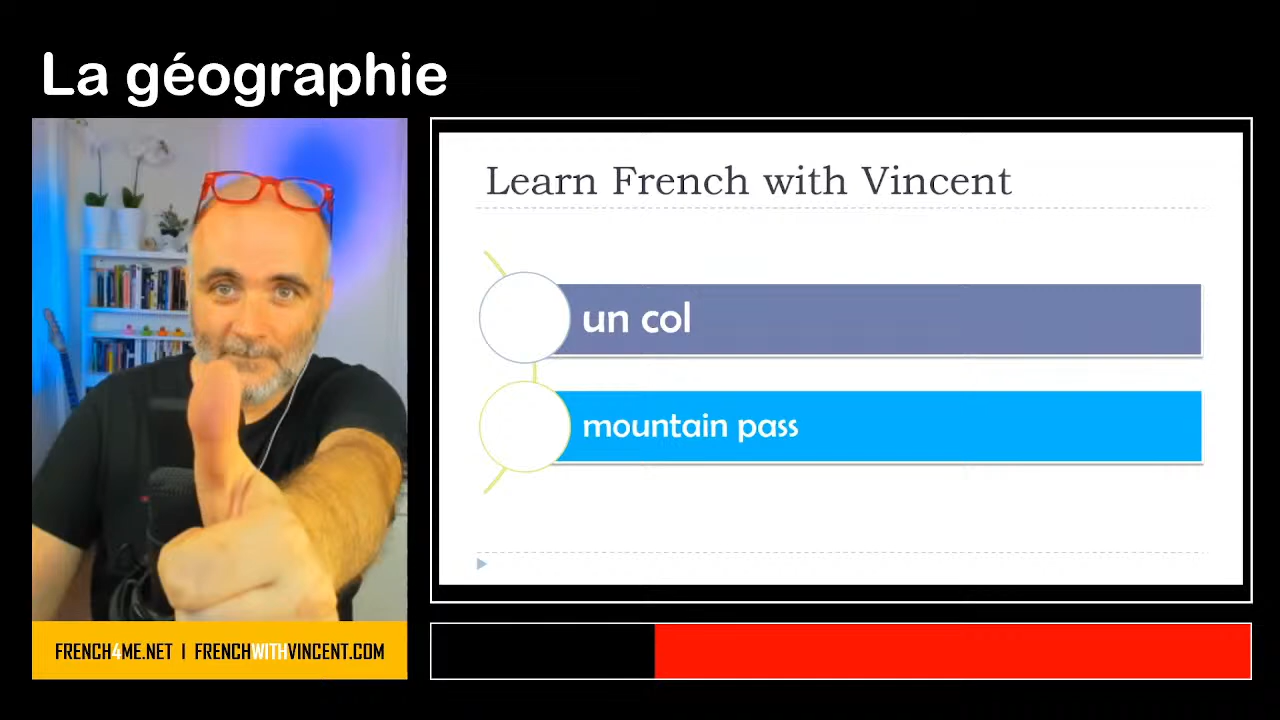 La géographie
Learn French with Vincent
un col
mountain pass
FRENCH4ME.NET | FRENCHWITHVINCENT.COM